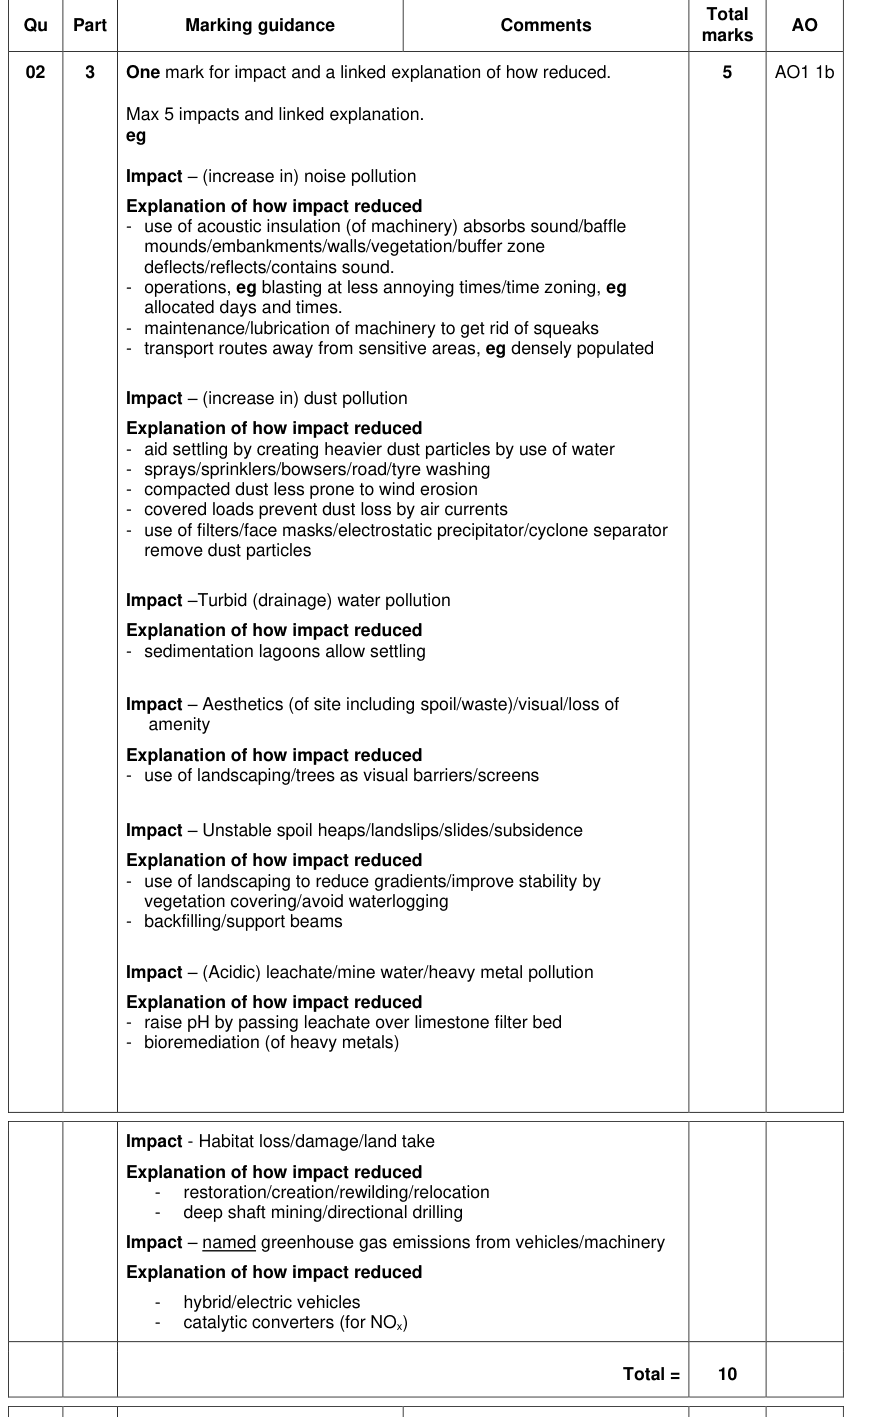 Qu Part Marking guidance Comments Total marks AO
02 3 One mark for impact and a linked explanation of how reduced. 5 AO1 1b
Max 5 impacts and linked explanation.
eg
Impact – (increase in) noise pollution
Explanation of how impact reduced
- use of acoustic insulation (of machinery) absorbs sound/baffle
mounds/embankments/walls/vegetation/buffer zone
deflects/reflects/contains sound.
- operations, eg blasting at less annoying times/time zoning, eg
allocated days and times.
- maintenance/lubrication of machinery to get rid of squeaks
- transport routes away from sensitive areas, eg densely populated
Impact – (increase in) dust pollution
Explanation of how impact reduced
- aid settling by creating heavier dust particles by use of water
- sprays/sprinklers/bowsers/road/tyre washing
- compacted dust less prone to wind erosion
- covered loads prevent dust loss by air currents
- use of filters/face masks/electrostatic precipitator/cyclone separator
remove dust particles
Impact –Turbid (drainage) water pollution
Explanation of how impact reduced
- sedimentation lagoons allow settling
Impact – Aesthetics (of site including spoil/waste)/visual/loss of
amenity
Explanation of how impact reduced
- use of landscaping/trees as visual barriers/screens
Impact – Unstable spoil heaps/landslips/slides/subsidence
Explanation of how impact reduced
- use of landscaping to reduce gradients/improve stability by
vegetation covering/avoid waterlogging
- backfilling/support beams
Impact – (Acidic) leachate/mine water/heavy metal pollution
Explanation of how impact reduced
- raise pH by passing leachate over limestone filter bed
- bioremediation (of heavy metals)
Impact - Habitat loss/damage/land take
Explanation of how impact reduced
- restoration/creation/rewilding/relocation
- deep shaft mining/directional drilling
Impact – named greenhouse gas emissions from vehicles/machinery
Explanation of how impact reduced
- hybrid/electric vehicles
- catalytic converters (for NOₓ)
Total = 10